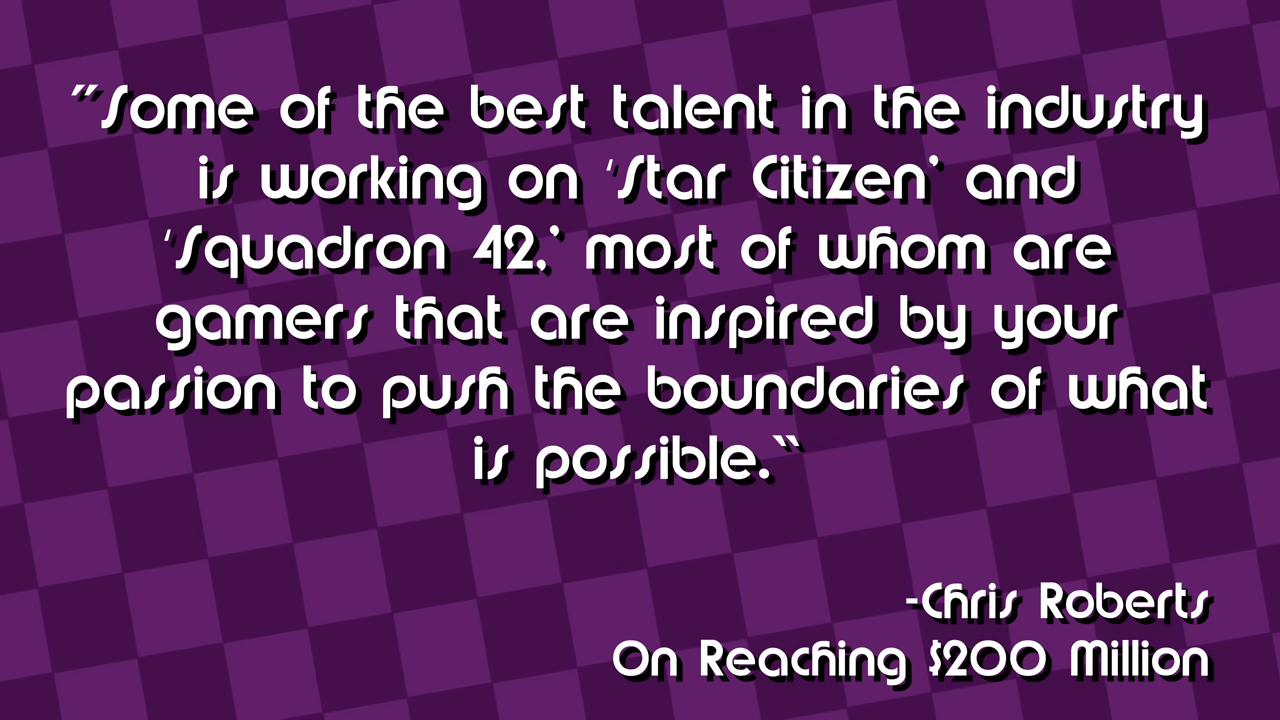 "Some of the best talent in the industry
is working on ‘Star Citizen’ and
‘Squadron 42,’ most of whom are
gamers that are inspired by your
passion to push the boundaries of what
is possible."
-Chris Roberts
On Reaching $200 Million